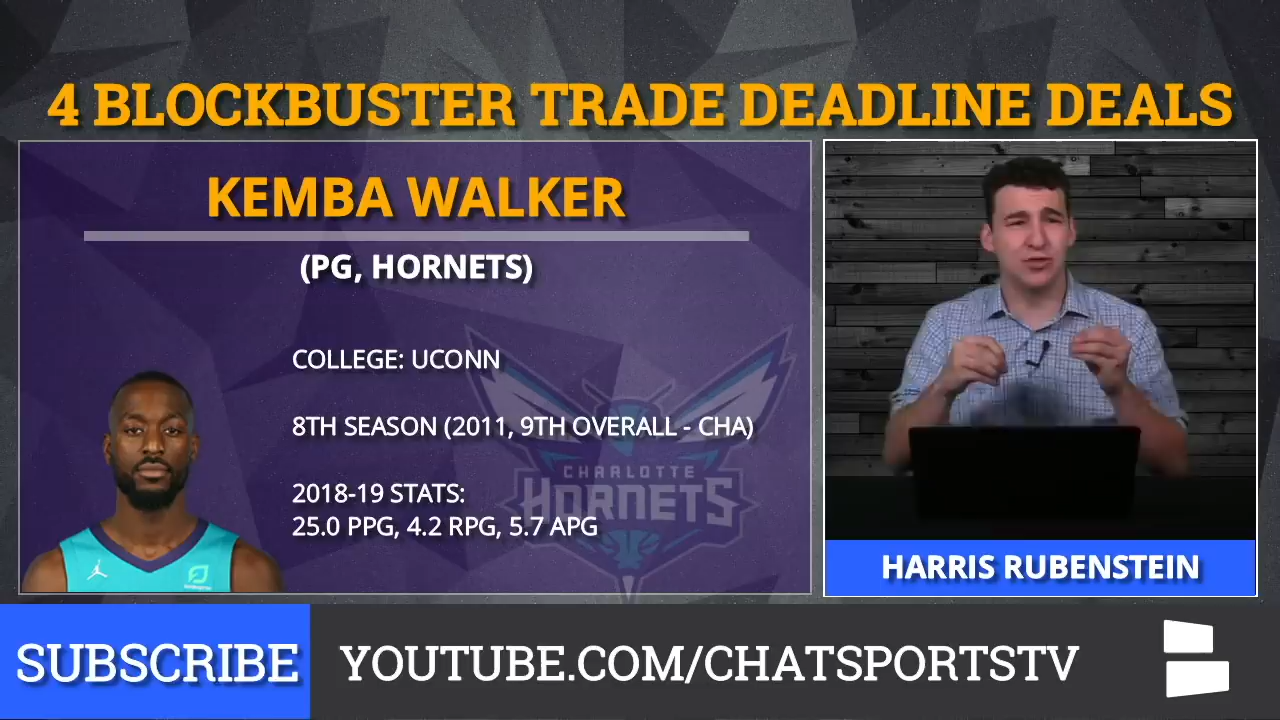 4 BLOCKBUSTER TRADE DEADLINE DEALS
KEMBA WALKER
(PG, HORNETS)
COLLEGE: UCONN
8TH SEASON (2011, 9TH OVERALL - CHA)
2018-19 STATS:
25.0 PPG, 4.2 RPG, 5.7 APG
CHARLOTTE
HORNETS
HARRIS RUBENSTEIN
SUBSCRIBE
YOUTUBE.COM/CHATSPORTSTV